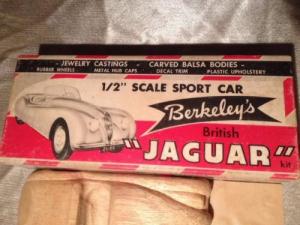 - JEWELRY CASTINGS - CARVED BALSA BODIES -
RUBBER WHEELS · METAL HUB CAPS · DECAL TRIM · PLASTIC UPHOLSTERY
1/2" SCALE SPORT CAR
Berkeley's
British
"JAGUAR"
kit